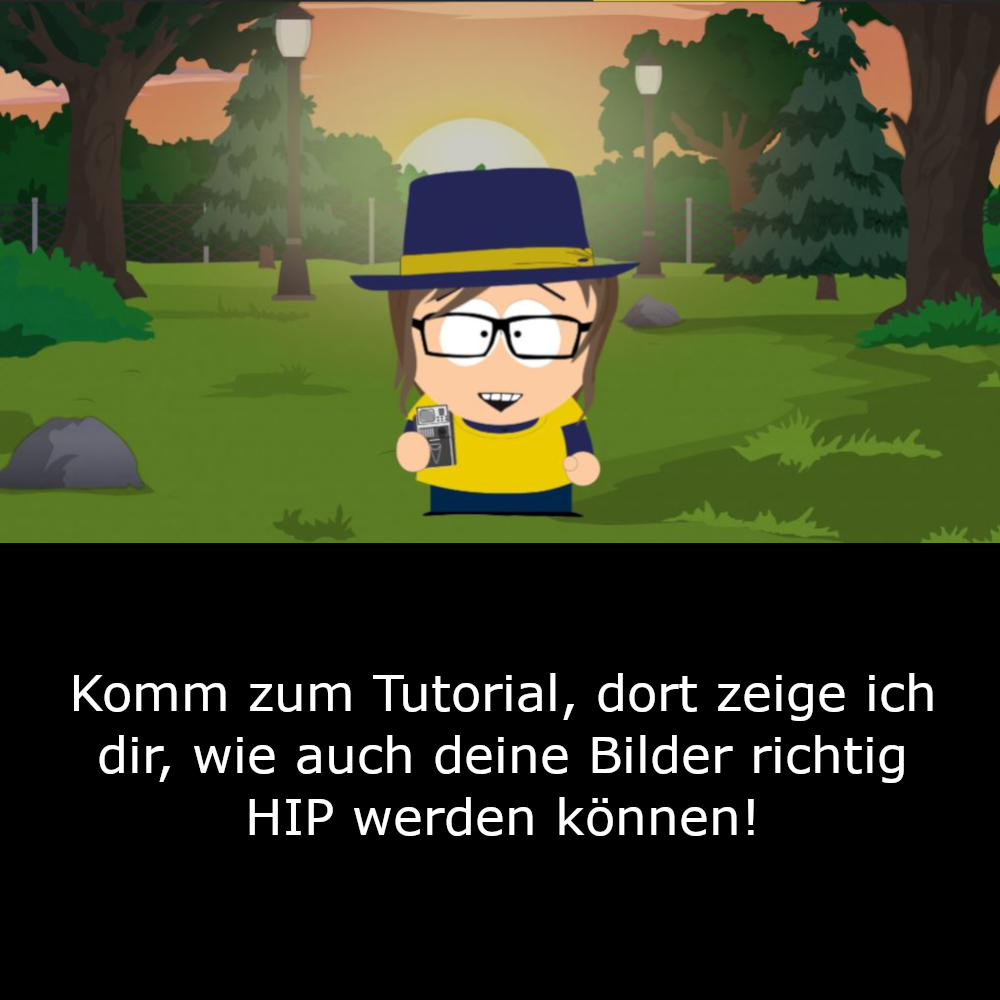 Komm zum Tutorial, dort zeige ich
dir, wie auch deine Bilder richtig
HIP werden können!